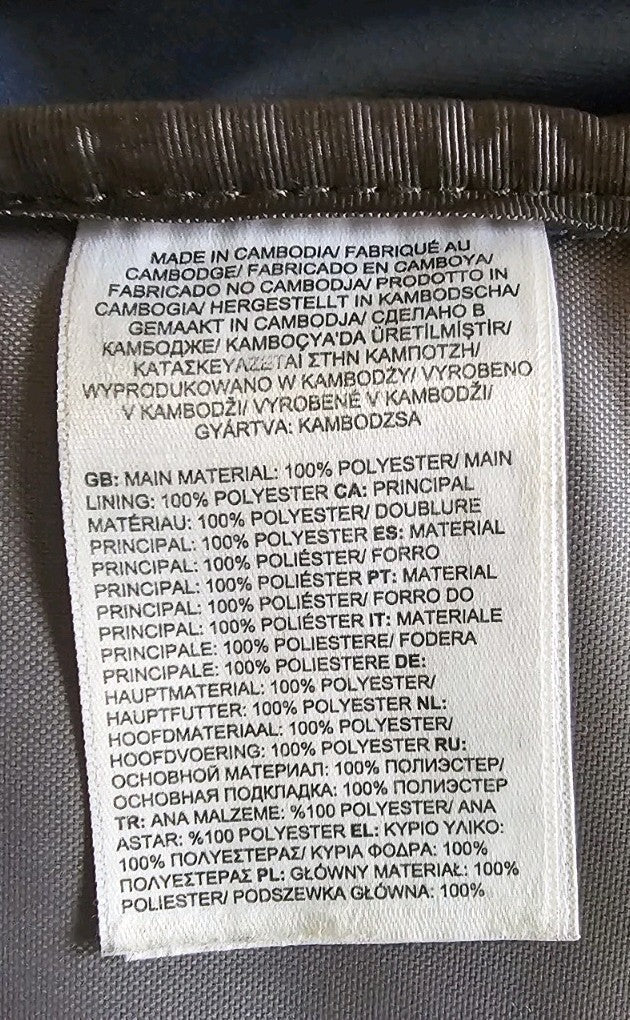 MADE IN CAMBODIA/ FABRIQUÉ AU
CAMBODGE/ FABRICADO EN CAMBOYA/
FABRICADO NO CAMBODJA/ PRODOTTO IN
CAMBOGIA/ HERGESTELLT IN KAMBODSCHA/
GEMAAKT IN CAMBODJA/ СДЕЛАНО В
КАМБОДЖЕ/ KAMBOÇYA'DA ÜRETİLMİŞTİR/
ΚΑΤΑΣΚΕΥΑΖΕΤΑΙ ΣΤΗΝ ΚΑΜΠΟΤΖΗ/
WYPRODUKOWANO W KAMBODŻY/ VYROBENO
V KAMBODŽI/ VYROBENÉ V KAMBODŽI/
GYÁRTVA: KAMBODZSA
GB: MAIN MATERIAL: 100% POLYESTER/ MAIN
LINING: 100% POLYESTER CA: PRINCIPAL
MATÉRIAU: 100% POLYESTER/ DOUBLURE
PRINCIPAL: 100% POLYESTER ES: MATERIAL
PRINCIPAL: 100% POLIÉSTER/ FORRO
PRINCIPAL: 100% POLIÉSTER PT: MATERIAL
PRINCIPAL: 100% POLIÉSTER/ FORRO DO
PRINCIPAL: 100% POLIÉSTER IT: MATERIALE
PRINCIPALE: 100% POLIESTERE/ FODERA
PRINCIPALE: 100% POLIESTERE DE:
HAUPTMATERIAL: 100% POLYESTER/
HAUPTFUTTER: 100% POLYESTER NL:
HOOFDMATERIAAL: 100% POLYESTER/
HOOFDVOERING: 100% POLYESTER RU:
ОСНОВНОЙ МАТЕРИАЛ: 100% ПОЛИЭСТЕР/
ОСНОВНАЯ ПОДКЛАДКА: 100% ПОЛИЭСТЕР
TR: ANA MALZEME: %100 POLYESTER/ ANA
ASTAR: %100 POLYESTER EL: ΚΥΡΙΟ ΥΛΙΚΟ:
100% ΠΟΛΥΕΣΤΕΡΑΣ/ ΚΥΡΙΑ ΦΟΔΡΑ: 100%
ΠΟΛΥΕΣΤΕΡΑΣ PL: GŁÓWNY MATERIAŁ: 100%
POLIESTER/ PODSZEWKA GŁÓWNA: 100%